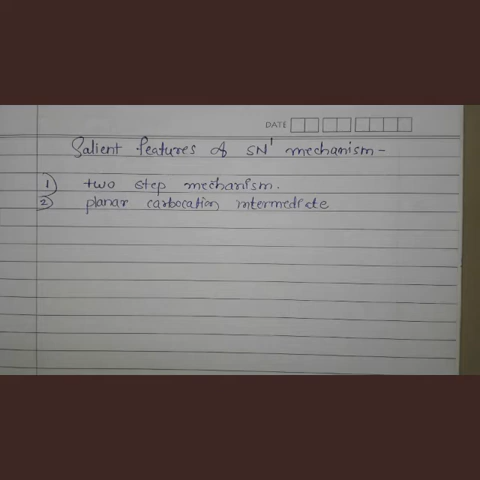 DATE
Salient features of SN¹ mechanism-
1) two step mechanism.
2) planar carbocation intermediate